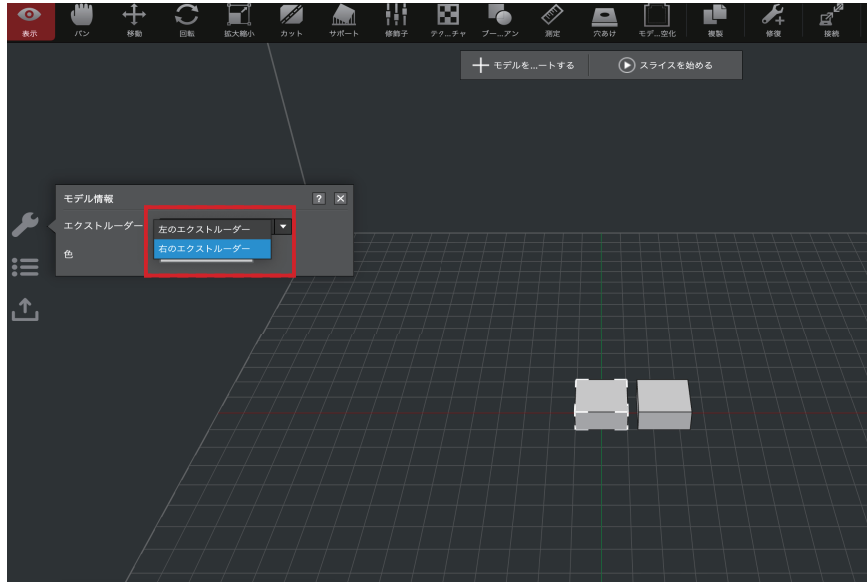 表示
パン
移動
回転
拡大縮小
カット
サポート
修飾子
テク...チャ
ブー...アン
測定
穴あけ
モデ...空化
複製
修復
接続
モデルを...ートする
スライスを始める
モデル情報
?
エクストルーダー
左のエクストルーダー
右のエクストルーダー
色